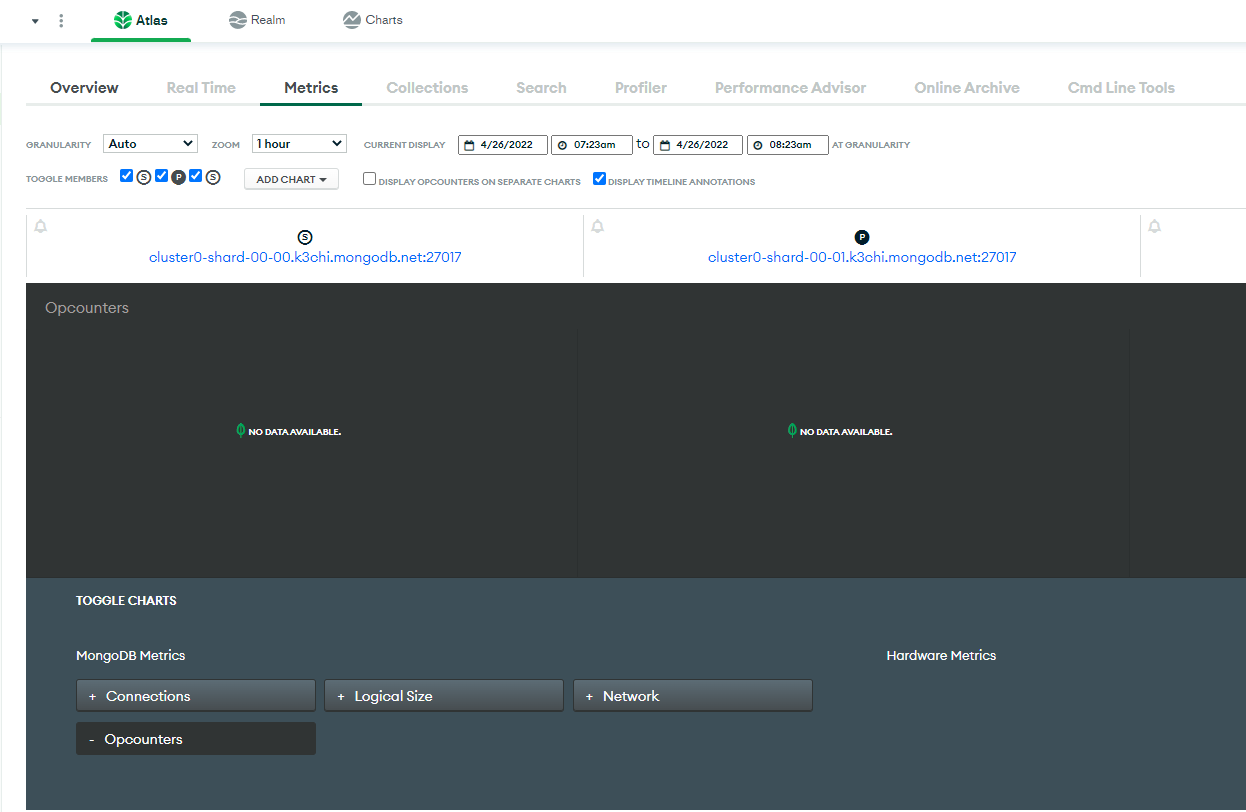 Atlas Realm Charts
Overview Real Time Metrics Collections Search Profiler Performance Advisor Online Archive Cmd Line Tools
GRANULARITY Auto ZOOM 1 hour CURRENT DISPLAY 4/26/2022 07:23am to 4/26/2022 08:23am AT GRANULARITY
TOGGLE MEMBERS S P S ADD CHART DISPLAY OPCOUNTERS ON SEPARATE CHARTS DISPLAY TIMELINE ANNOTATIONS
S P
cluster0-shard-00-00.k3chi.mongodb.net:27017 cluster0-shard-00-01.k3chi.mongodb.net:27017
Opcounters
NO DATA AVAILABLE. NO DATA AVAILABLE.
TOGGLE CHARTS
MongoDB Metrics Hardware Metrics
+ Connections + Logical Size + Network
- Opcounters